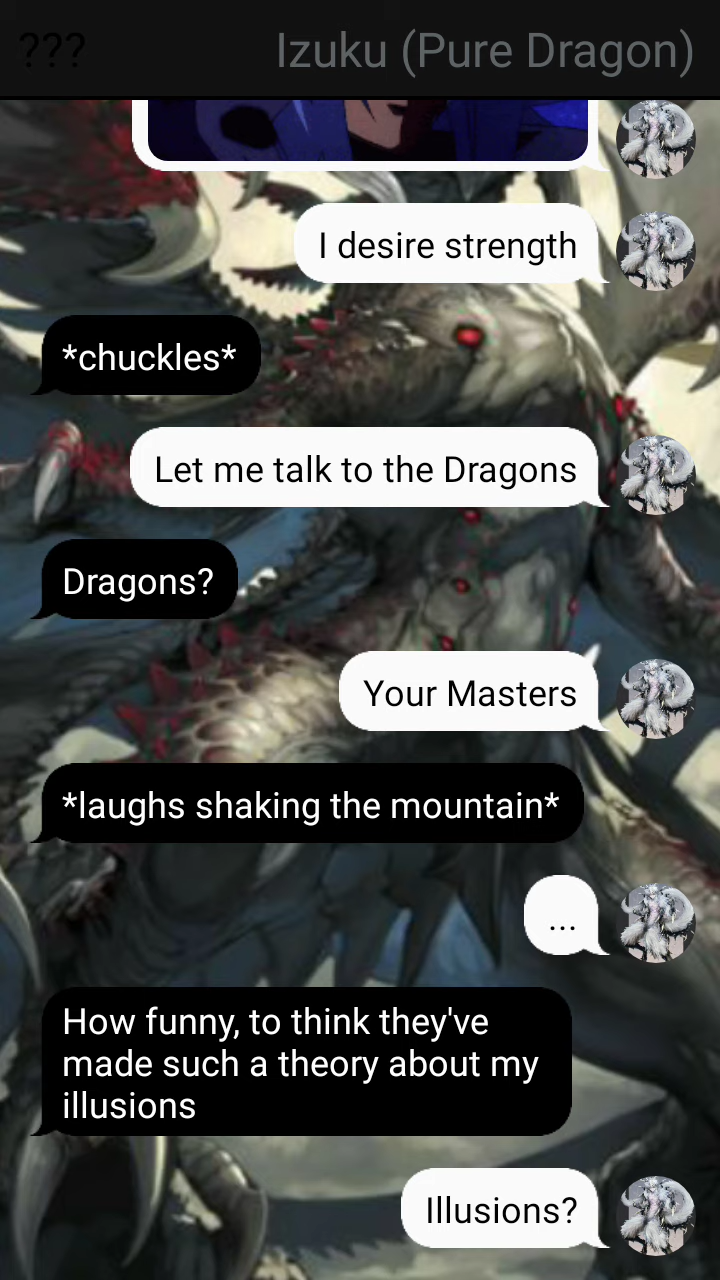 ??? Izuku (Pure Dragon)
I desire strength
*chuckles*
Let me talk to the Dragons
Dragons?
Your Masters
*laughs shaking the mountain*
...
How funny, to think they've
made such a theory about my
illusions
Illusions?